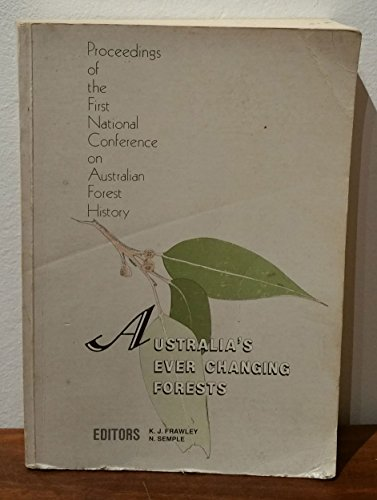 Proceedings
of
the
First
National
Conference
on
Australian
Forest
History
AUSTRALIA'S
EVER CHANGING
FORESTS
EDITORS K. J. FRAWLEY
N. SEMPLE